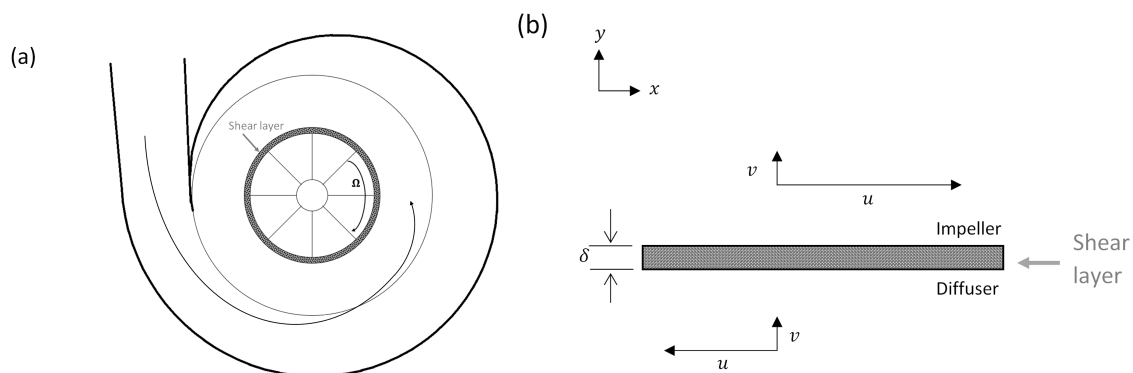 (a)
Shear layer
Ω
(b)
y
x
v
u
Impeller
δ
Shear
layer
Diffuser
v
u